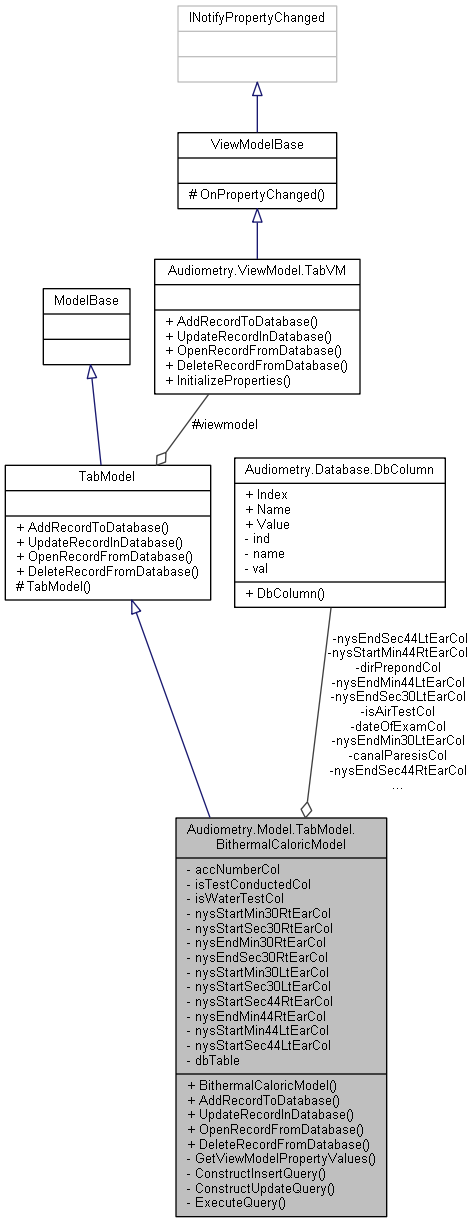 INotifyPropertyChanged
ViewModelBase
# OnPropertyChanged()
Audiometry.ViewModel.TabVM
+ AddRecordToDatabase()
+ UpdateRecordInDatabase()
+ OpenRecordFromDatabase()
+ DeleteRecordFromDatabase()
+ InitializeProperties()
ModelBase
#viewmodel
TabModel
+ AddRecordToDatabase()
+ UpdateRecordInDatabase()
+ OpenRecordFromDatabase()
+ DeleteRecordFromDatabase()
# TabModel()
Audiometry.Database.DbColumn
+ Index
+ Name
+ Value
- ind
- name
- val
+ DbColumn()
-nysEndSec44LtEarCol
-nysStartMin44RtEarCol
-dirPrepondCol
-nysEndMin44LtEarCol
-nysEndSec30LtEarCol
-isAirTestCol
-dateOfExamCol
-nysEndMin30LtEarCol
-canalParesisCol
-nysEndSec44RtEarCol
...
Audiometry.Model.TabModel.
BithermalCaloricModel
- accNumberCol
- isTestConductedCol
- isWaterTestCol
- nysStartMin30RtEarCol
- nysStartSec30RtEarCol
- nysEndMin30RtEarCol
- nysEndSec30RtEarCol
- nysStartMin30LtEarCol
- nysStartSec30LtEarCol
- nysStartSec44RtEarCol
- nysEndMin44RtEarCol
- nysStartMin44LtEarCol
- nysStartSec44LtEarCol
- dbTable
+ BithermalCaloricModel()
+ AddRecordToDatabase()
+ UpdateRecordInDatabase()
+ OpenRecordFromDatabase()
+ DeleteRecordFromDatabase()
- GetViewModelPropertyValues()
- ConstructInsertQuery()
- ConstructUpdateQuery()
- ExecuteQuery()